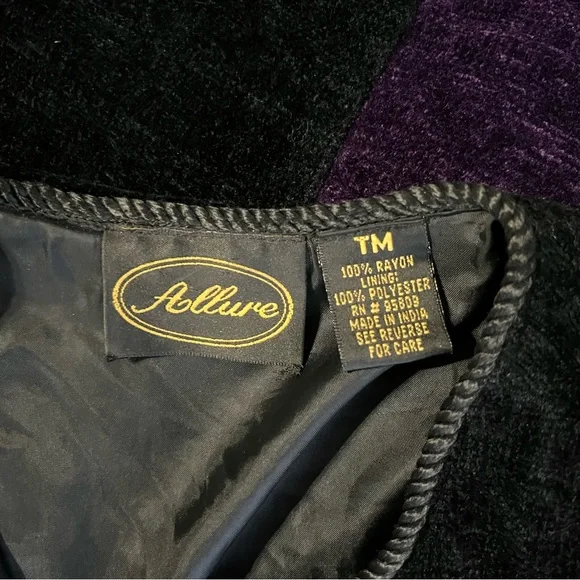 Allure
TM
100% RAYON
LINING:
100% POLYESTER
RN # 95809
MADE IN INDIA
SEE REVERSE
FOR CARE